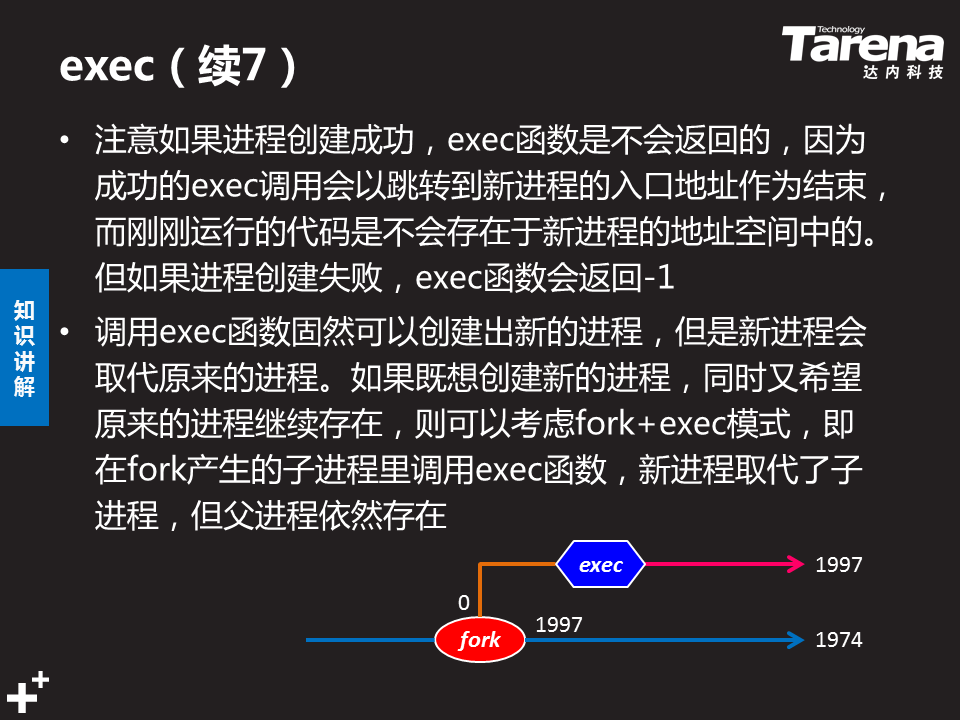 exec（续7）
Technology
Tarena
达内科技
• 注意如果进程创建成功，exec函数是不会返回的，因为
成功的exec调用会以跳转到新进程的入口地址作为结束，
而刚刚运行的代码是不会存在于新进程的地址空间中的。
但如果进程创建失败，exec函数会返回-1
知识讲解
• 调用exec函数固然可以创建出新的进程，但是新进程会
取代原来的进程。如果既想创建新的进程，同时又希望
原来的进程继续存在，则可以考虑fork+exec模式，即
在fork产生的子进程里调用exec函数，新进程取代了子
进程，但父进程依然存在
exec
1997
0
1997
fork
1974